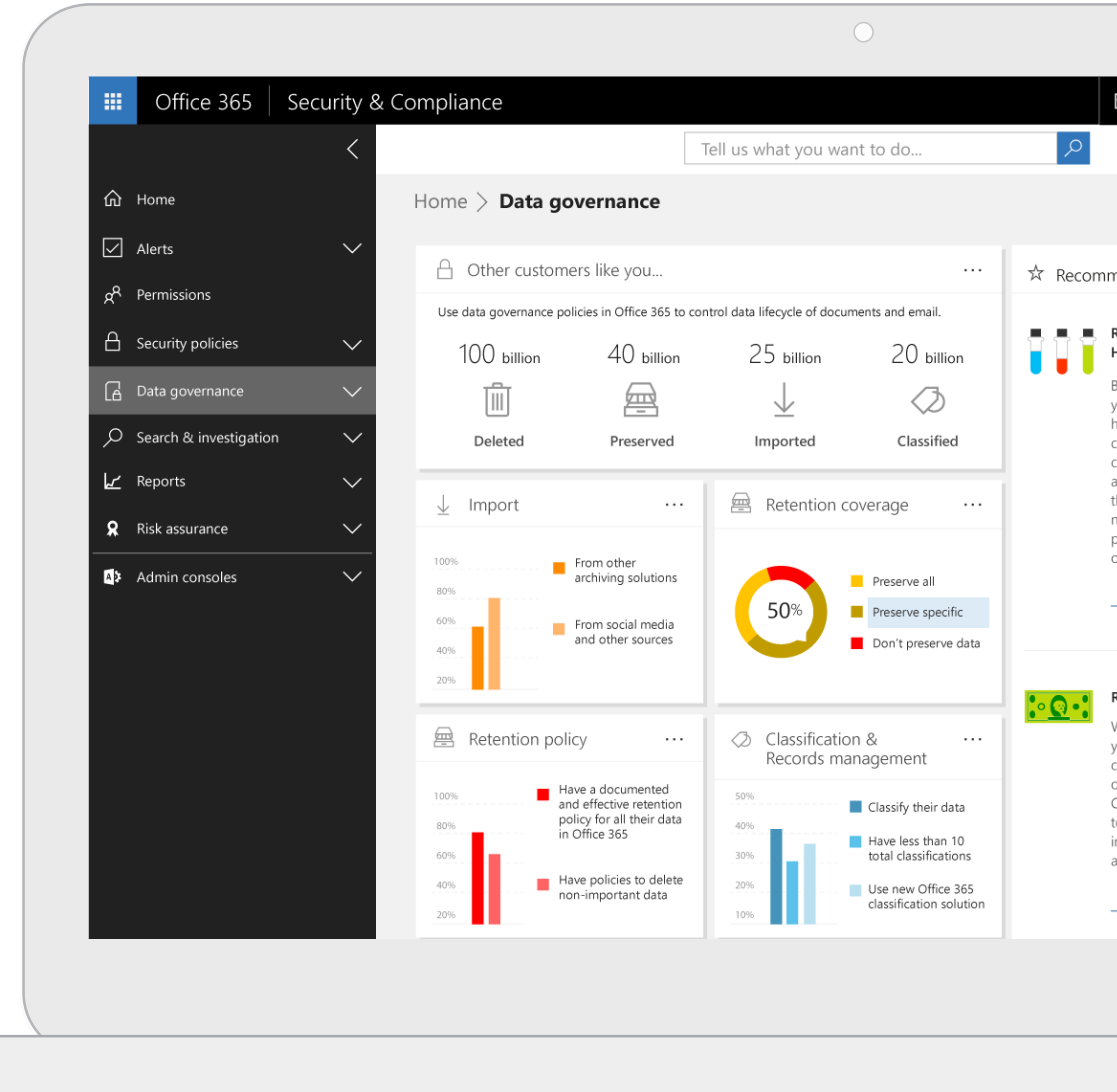 Office 365
Security & Compliance
Tell us what you want to do...
Home
Alerts
Permissions
Security policies
Data governance
Search & investigation
Reports
Risk assurance
Admin consoles
Home > Data governance
Other customers like you...
Use data governance policies in Office 365 to control data lifecycle of documents and email.
100 billion
40 billion
25 billion
20 billion
Deleted
Preserved
Imported
Classified
Import
100%
80%
60%
40%
20%
From other
archiving solutions
From social media
and other sources
Retention coverage
50%
Preserve all
Preserve specific
Don't preserve data
Retention policy
100%
80%
60%
40%
20%
Have a documented
and effective retention
policy for all their data
in Office 365
Have policies to delete
non-important data
Classification &
Records management
50%
40%
30%
20%
10%
Classify their data
Have less than 10
total classifications
Use new Office 365
classification solution